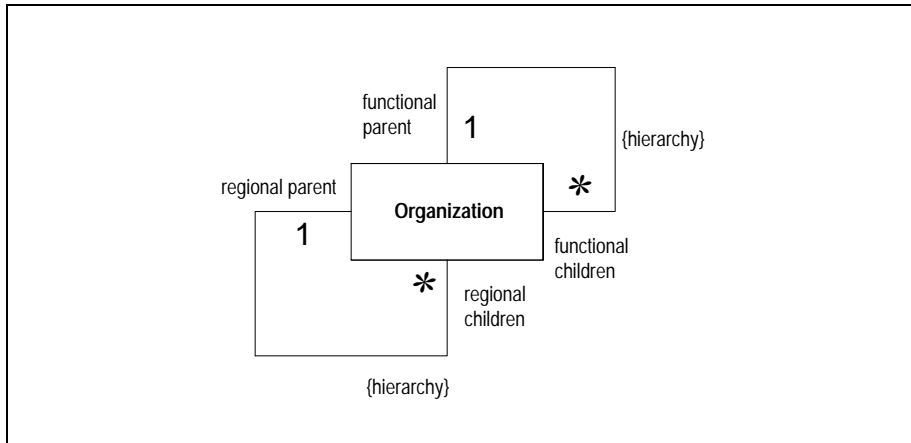 functional
parent
1
{hierarchy}
regional parent
*
Organization
1
functional
children
*
regional
children
{hierarchy}